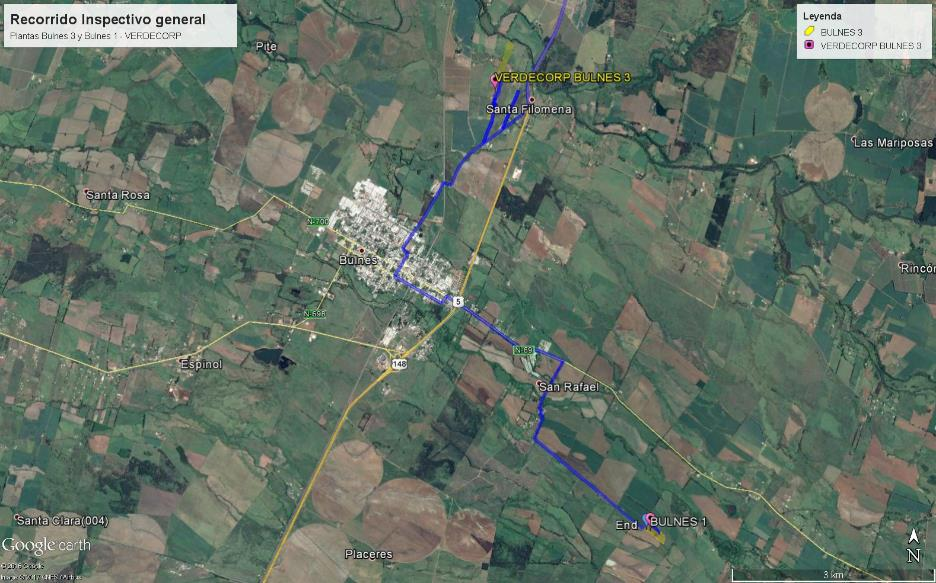 Recorrido Inspectivo general
Plantas Bulnes 3 y Bulnes 1 - VERDECORP
Leyenda
BULNES 3
VERDECORP BULNES 3
Pite
VERDECORP BULNES 3
Santa Filomena
Las Mariposas
Santa Rosa
N-700
Bulnes
Rincón
5
N-696
148
Espinol
San Rafael
Santa Clara(004)
End.
BULNES 1
Google earth
Placeres
N
3 km